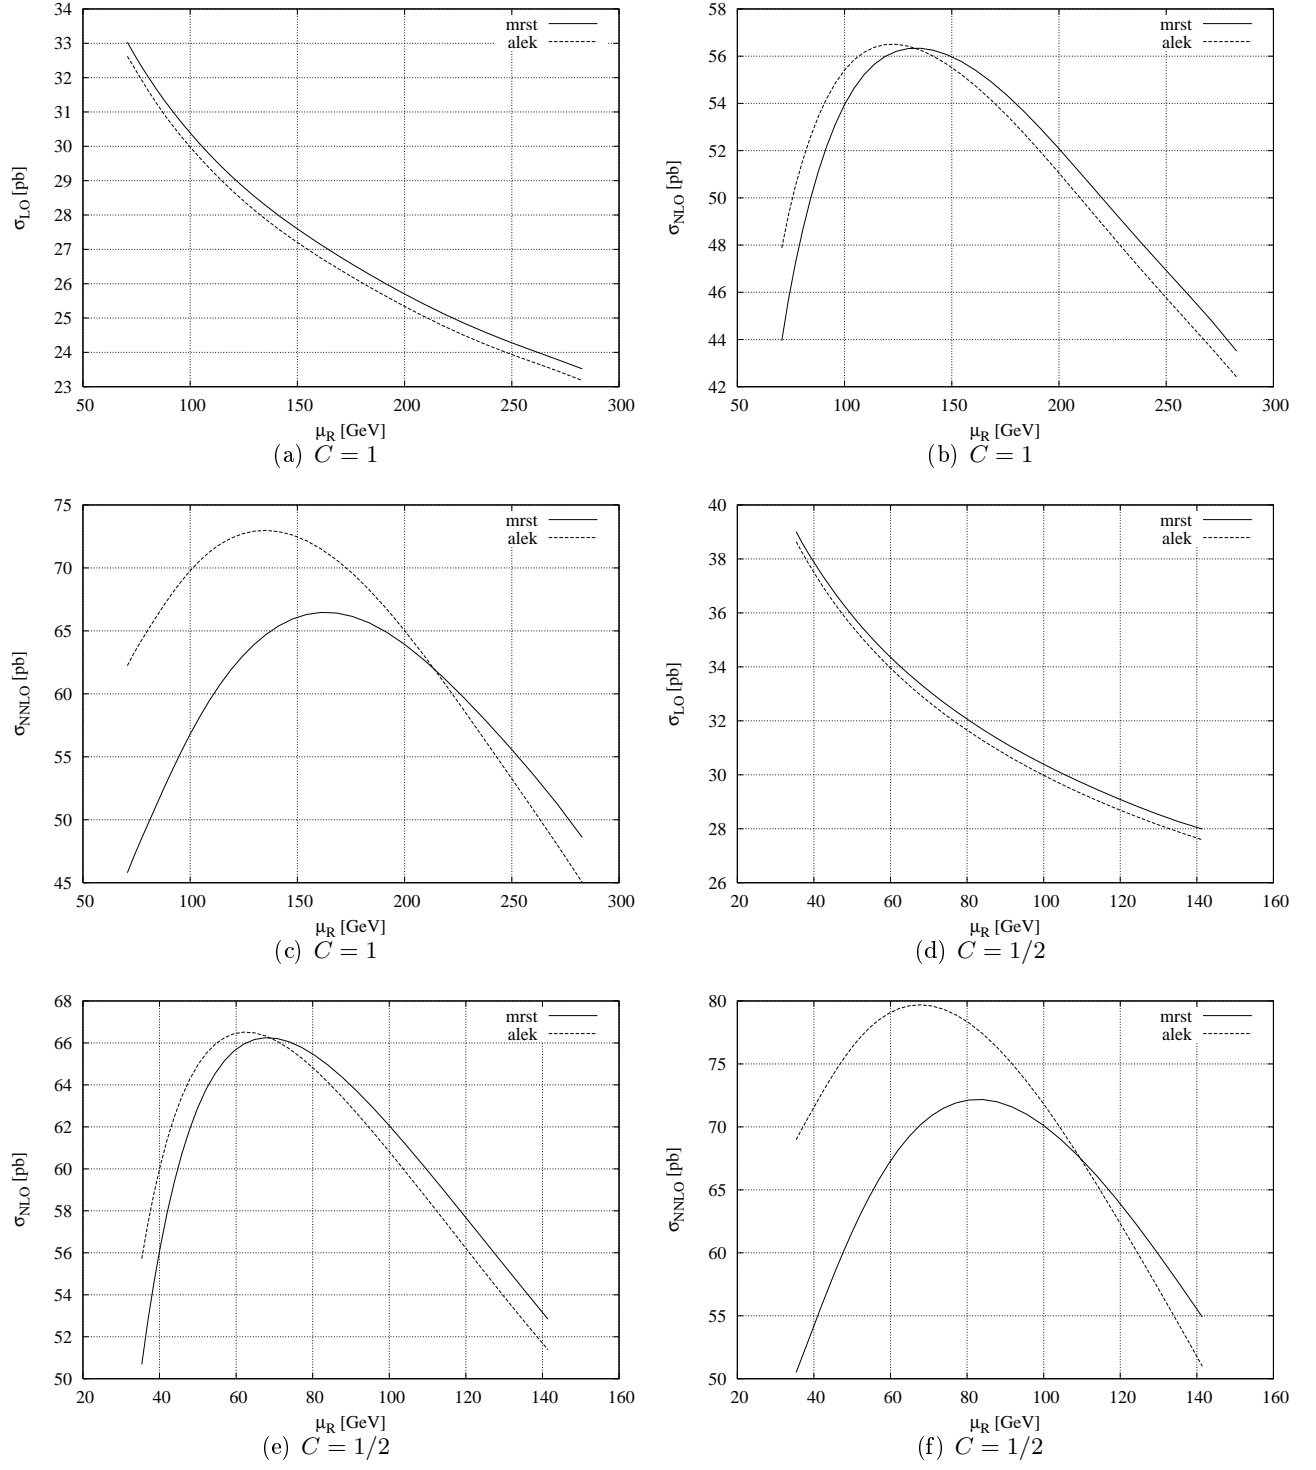 34
33
32
31
30
29
28
27
26
25
24
23
σLO [pb]
mrst
alek
50 100 150 200 250 300
μR [GeV]
(a) C = 1
58
56
54
52
50
48
46
44
42
σNLO [pb]
mrst
alek
50 100 150 200 250 300
μR [GeV]
(b) C = 1
75
70
65
60
55
50
45
σNNLO [pb]
mrst
alek
50 100 150 200 250 300
μR [GeV]
(c) C = 1
40
38
36
34
32
30
28
26
σLO [pb]
mrst
alek
20 40 60 80 100 120 140 160
μR [GeV]
(d) C = 1/2
68
66
64
62
60
58
56
54
52
50
σNLO [pb]
mrst
alek
20 40 60 80 100 120 140 160
μR [GeV]
(e) C = 1/2
80
75
70
65
60
55
50
σNNLO [pb]
mrst
alek
20 40 60 80 100 120 140 160
μR [GeV]
(f) C = 1/2